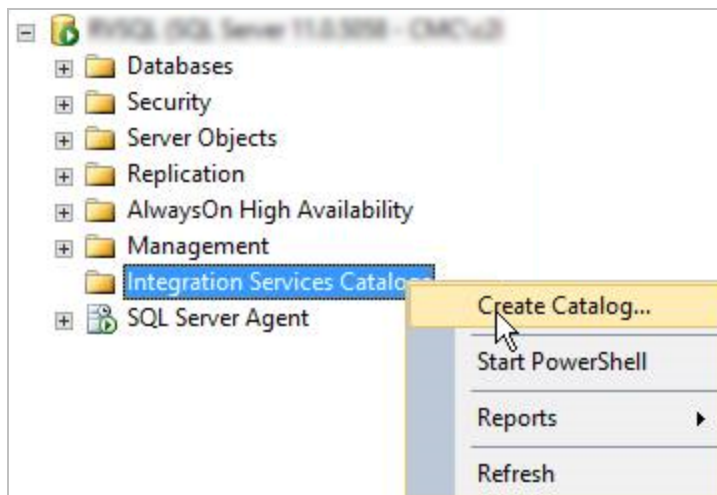 Databases
Security
Server Objects
Replication
AlwaysOn High Availability
Management
Integration Services
Create Catalog...
SQL Server Agent
Start PowerShell
Reports
Refresh